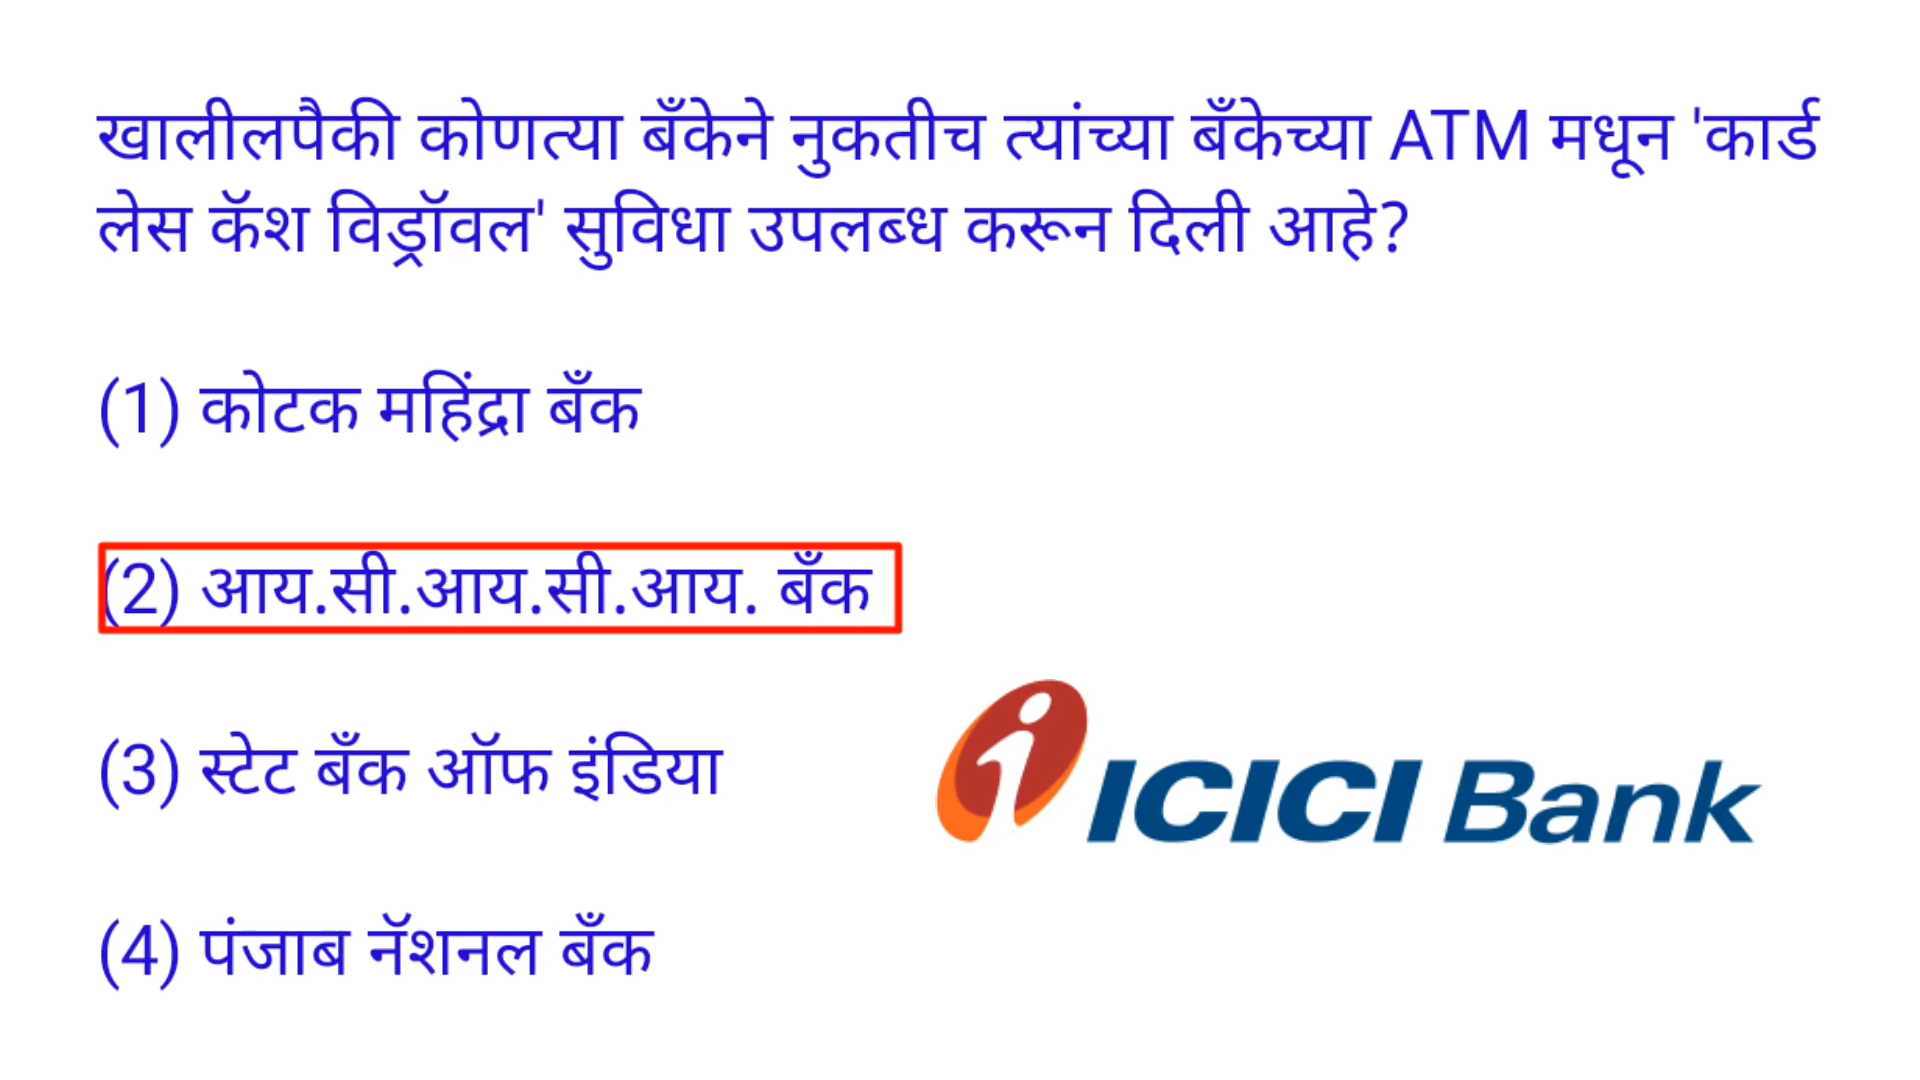 खालीलपैकी कोणत्या बँकेने नुकतीच त्यांच्या बँकेच्या ATM मधून 'कार्ड
लेस कॅश विड्रॉवल' सुविधा उपलब्ध करून दिली आहे?
(1) कोटक महिंद्रा बँक
(2) आय.सी.आय.सी.आय. बँक
(3) स्टेट बँक ऑफ इंडिया
ICICI Bank
(4) पंजाब नॅशनल बँक